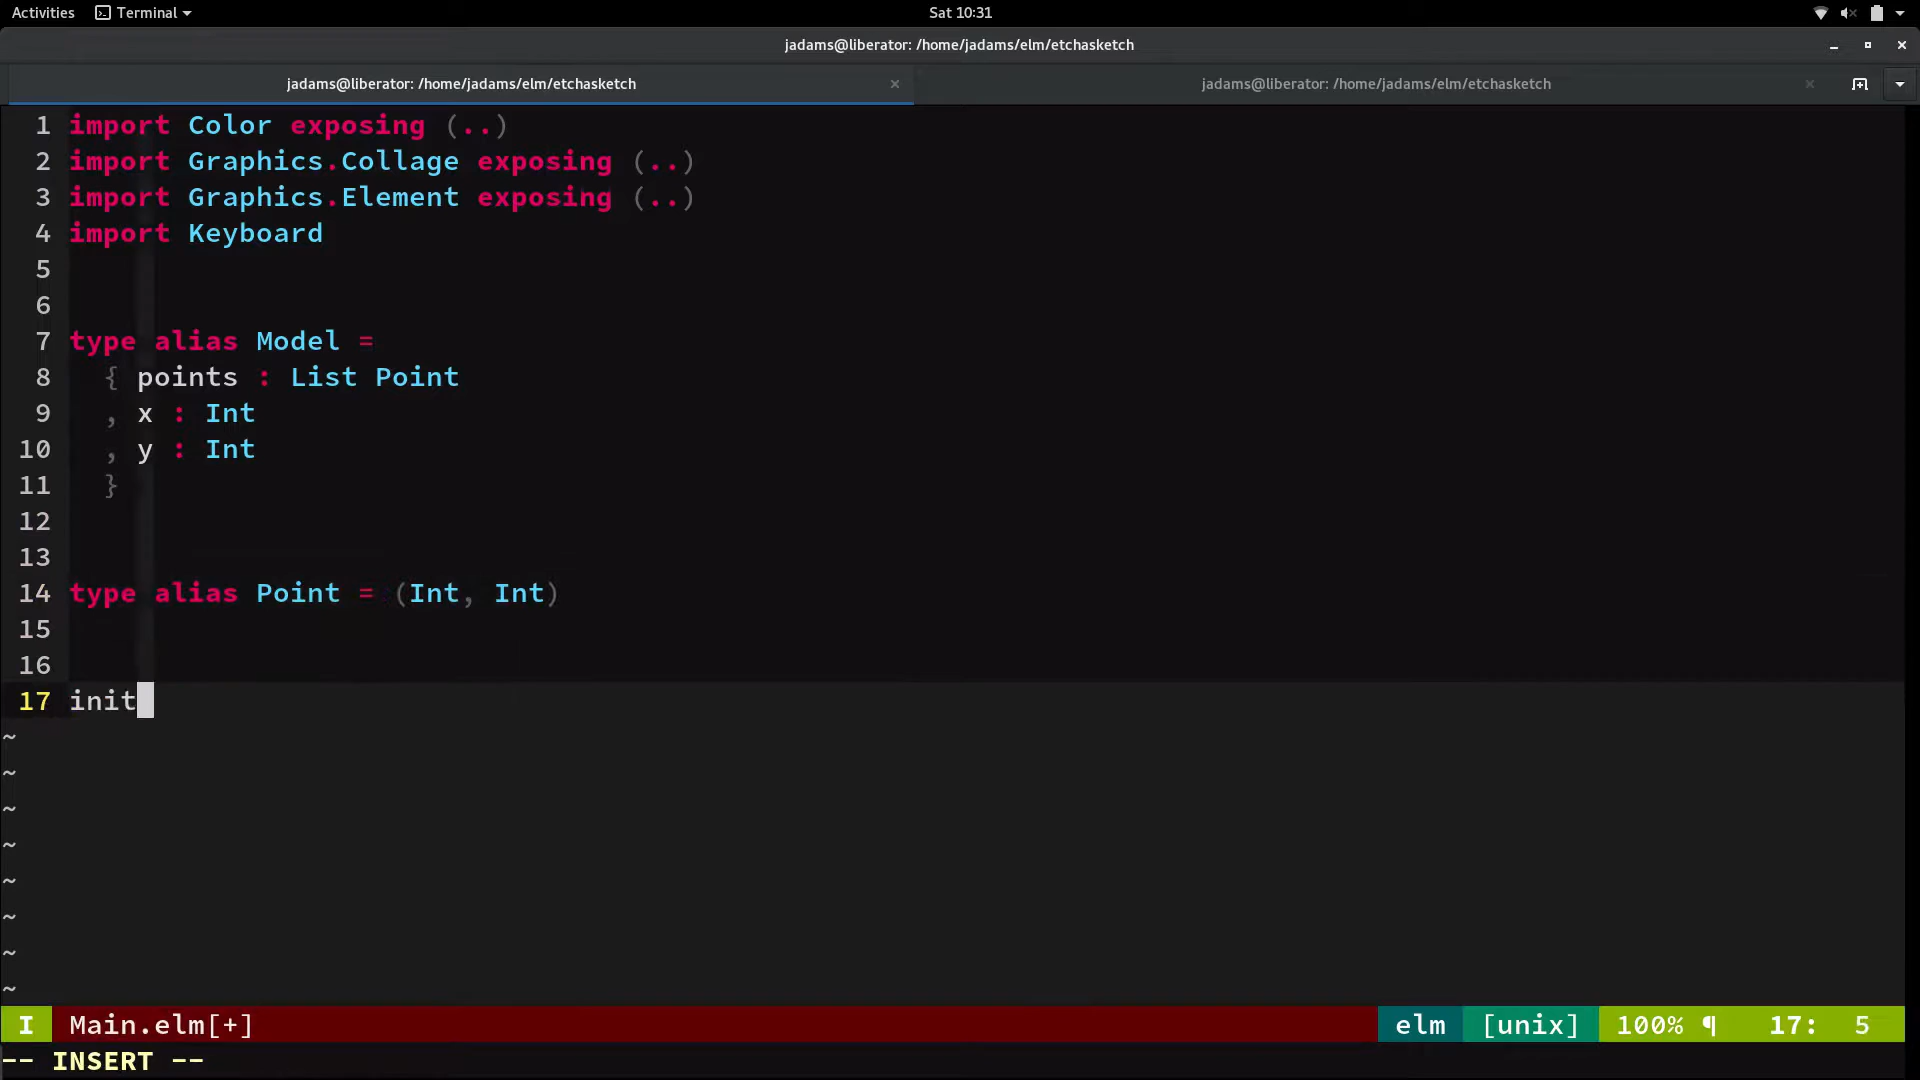 Activities Terminal Sat 10:31
jadams@liberator: /home/jadams/elm/etchasketch
jadams@liberator: /home/jadams/elm/etchasketch × jadams@liberator: /home/jadams/elm/etchasketch ×
1 import Color exposing (..)
2 import Graphics.Collage exposing (..)
3 import Graphics.Element exposing (..)
4 import Keyboard
5
6
7 type alias Model =
8 { points : List Point
9 , x : Int
10 , y : Int
11 }
12
13
14 type alias Point = (Int, Int)
15
16
17 init
~
~
~
~
~
~
~
~
I Main.elm[+] elm [unix] 100% ¶ 17: 5
-- INSERT --